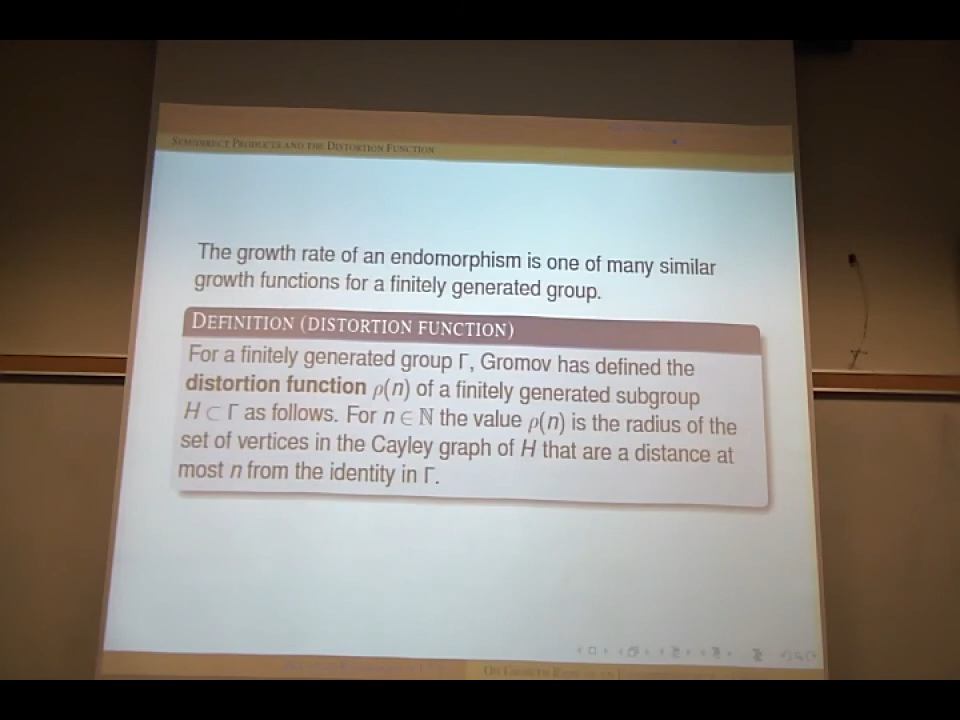 SEMIDIRECT PRODUCTS AND THE DISTORTION FUNCTION
The growth rate of an endomorphism is one of many similar
growth functions for a finitely generated group.
DEFINITION (DISTORTION FUNCTION)
For a finitely generated group Γ, Gromov has defined the
distortion function ρ(n) of a finitely generated subgroup
H ⊂ Γ as follows. For n ∈ ℕ the value ρ(n) is the radius of the
set of vertices in the Cayley graph of H that are a distance at
most n from the identity in Γ.
ON GROWTH